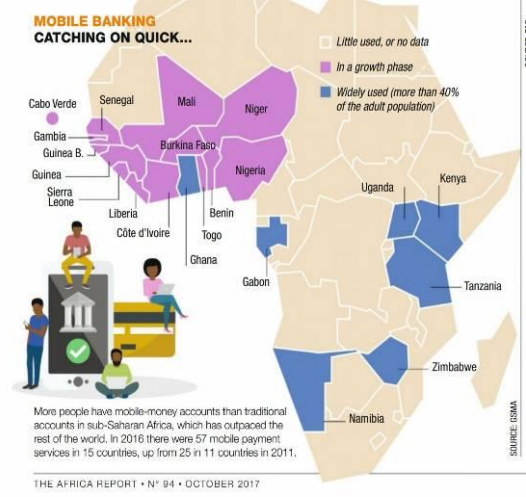 MOBILE BANKING
CATCHING ON QUICK...
Little used, or no data
In a growth phase
Widely used (more than 40%
of the adult population)
Cabo Verde
Senegal
Mali
Niger
Gambia
Guinea B.
Burkina Faso
Guinea
Nigeria
Sierra
Leone
Liberia
Benin
Côte d'Ivoire
Togo
Ghana
Uganda
Kenya
Gabon
Tanzania
Zimbabwe
Namibia
More people have mobile-money accounts than traditional
accounts in sub-Saharan Africa, which has outpaced the
rest of the world. In 2016 there were 57 mobile payment
services in 15 countries, up from 25 in 11 countries in 2011.
SOURCE: GSMA
THE AFRICA REPORT • N° 94 • OCTOBER 2017